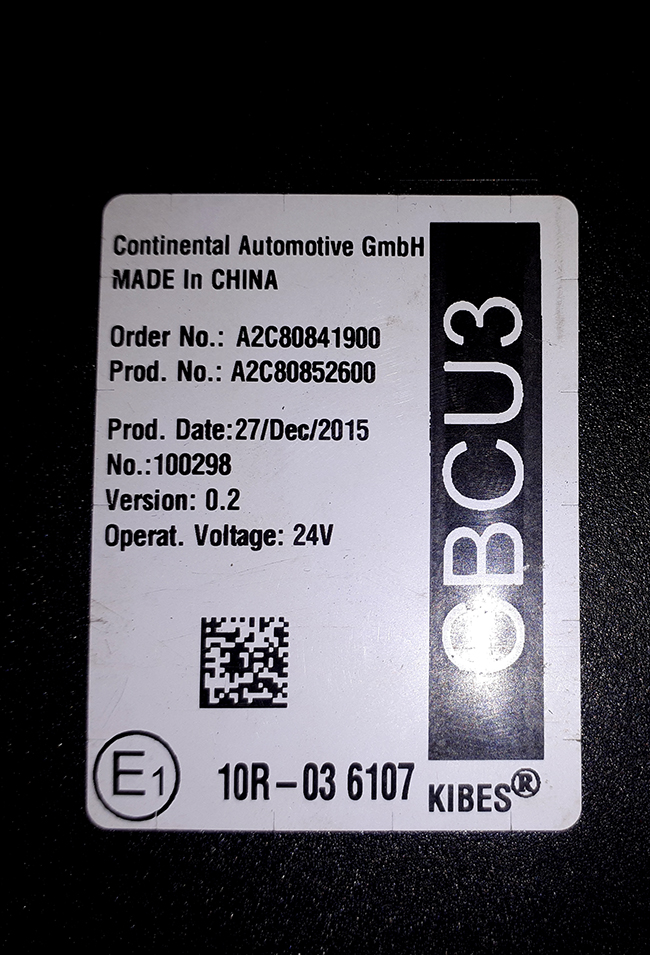 Continental Automotive GmbH
MADE In CHINA
Order No.: A2C80841900
Prod. No.: A2C80852600
Prod. Date:27/Dec/2015
No.:100298
Version: 0.2
Operat. Voltage: 24V
CBCU3
E1
10R-03 6107
KIBES®